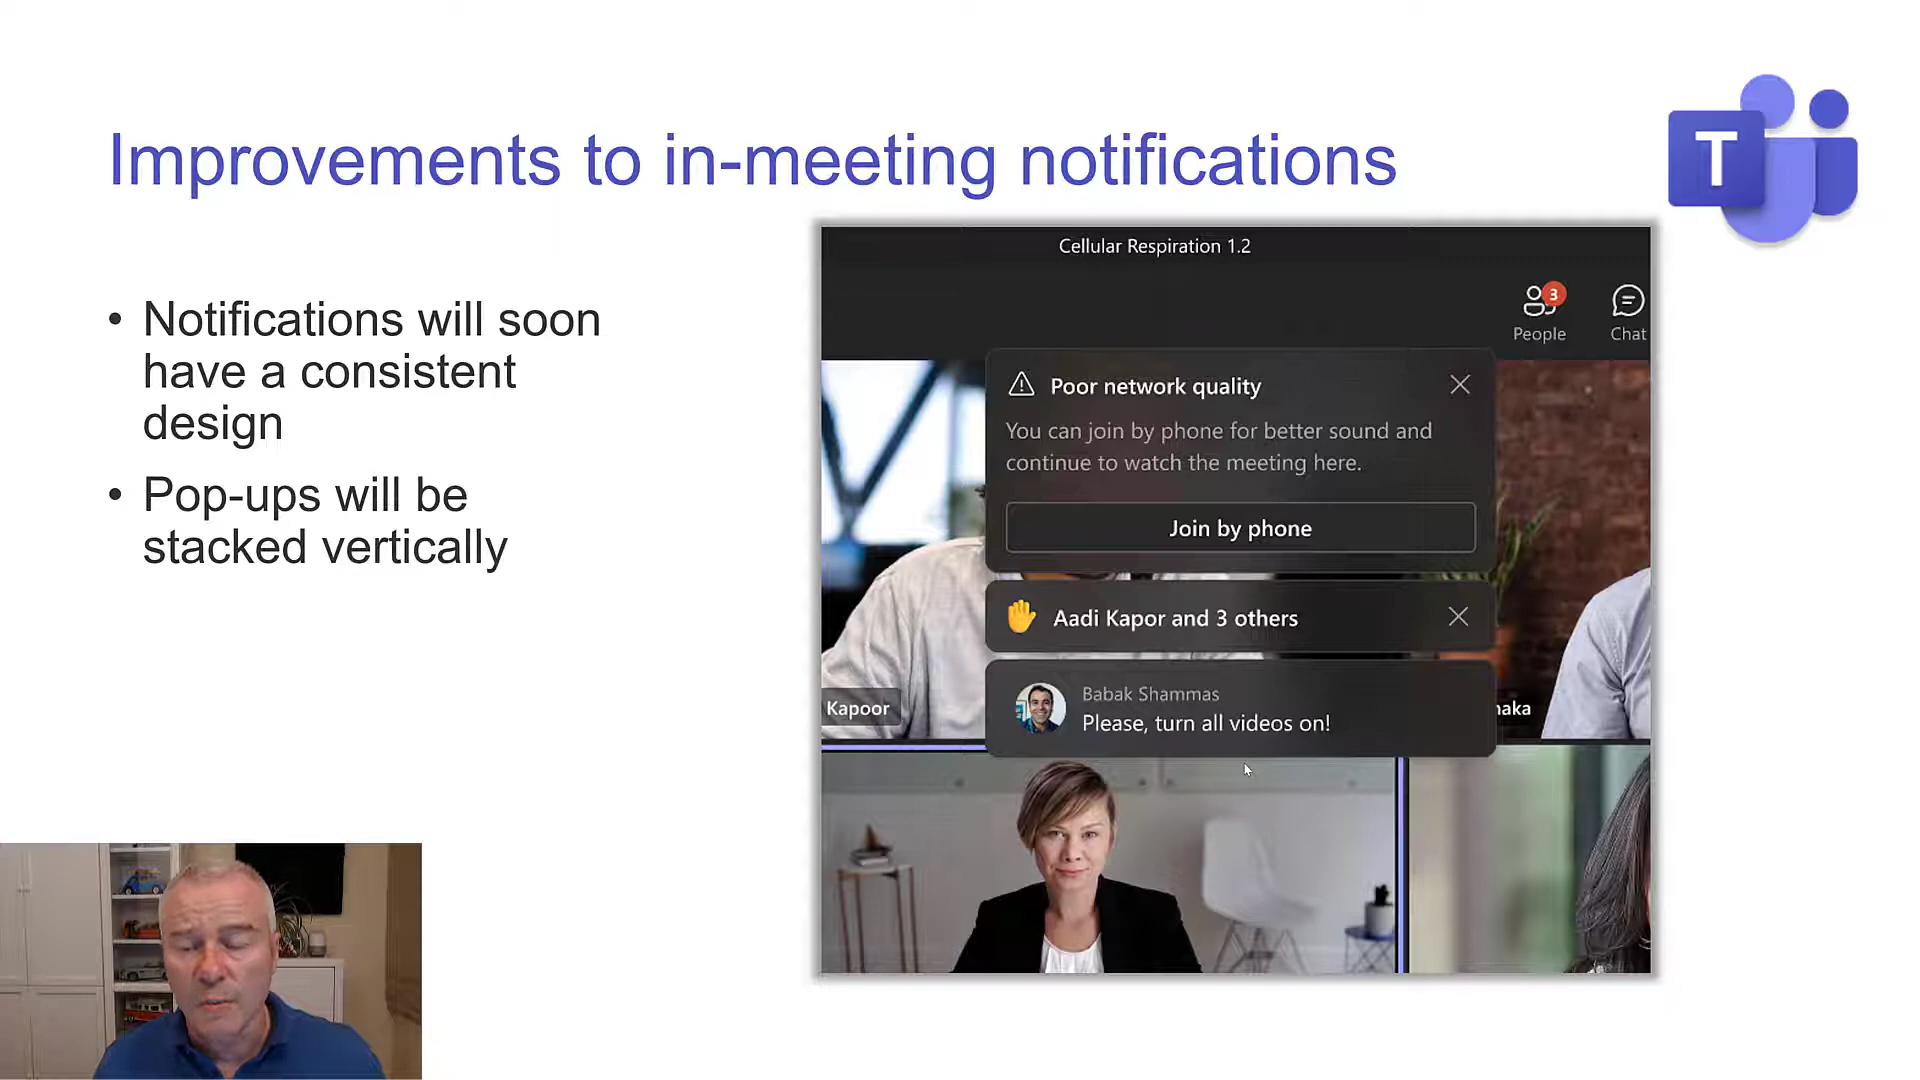 Improvements to in-meeting notifications
T
• Notifications will soon
have a consistent
design
• Pop-ups will be
stacked vertically
Cellular Respiration 1.2
3
People
Chat
Poor network quality
You can join by phone for better sound and
continue to watch the meeting here.
Join by phone
Aadi Kapor and 3 others
Babak Shammas
Please, turn all videos on!
Kapoor
naka